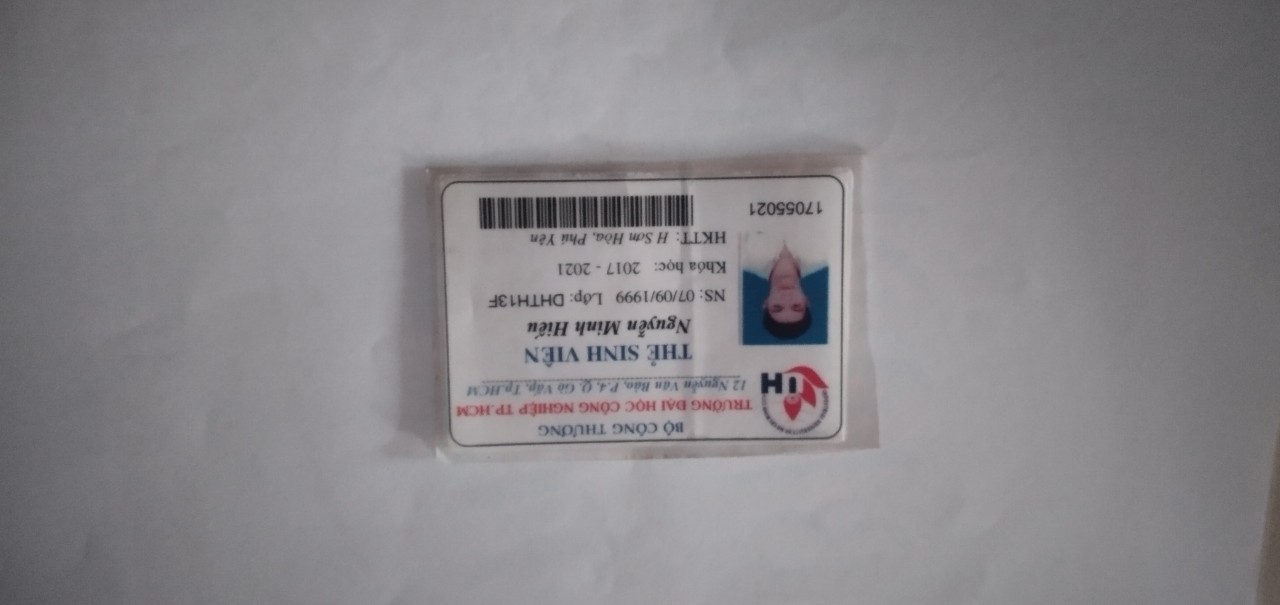 BỘ CÔNG THƯƠNG
TRƯỜNG ĐẠI HỌC CÔNG NGHIỆP TP.HCM
12 Nguyễn Văn Bảo, P.4, Q. Gò Vấp, Tp.HCM
IUH
THẺ SINH VIÊN
Nguyễn Minh Hiếu
NS: 07/09/1999 Lớp: DHTH13F
Khóa học: 2017 - 2021
HKTT: H Sơn Hòa, Phú Yên
17055021